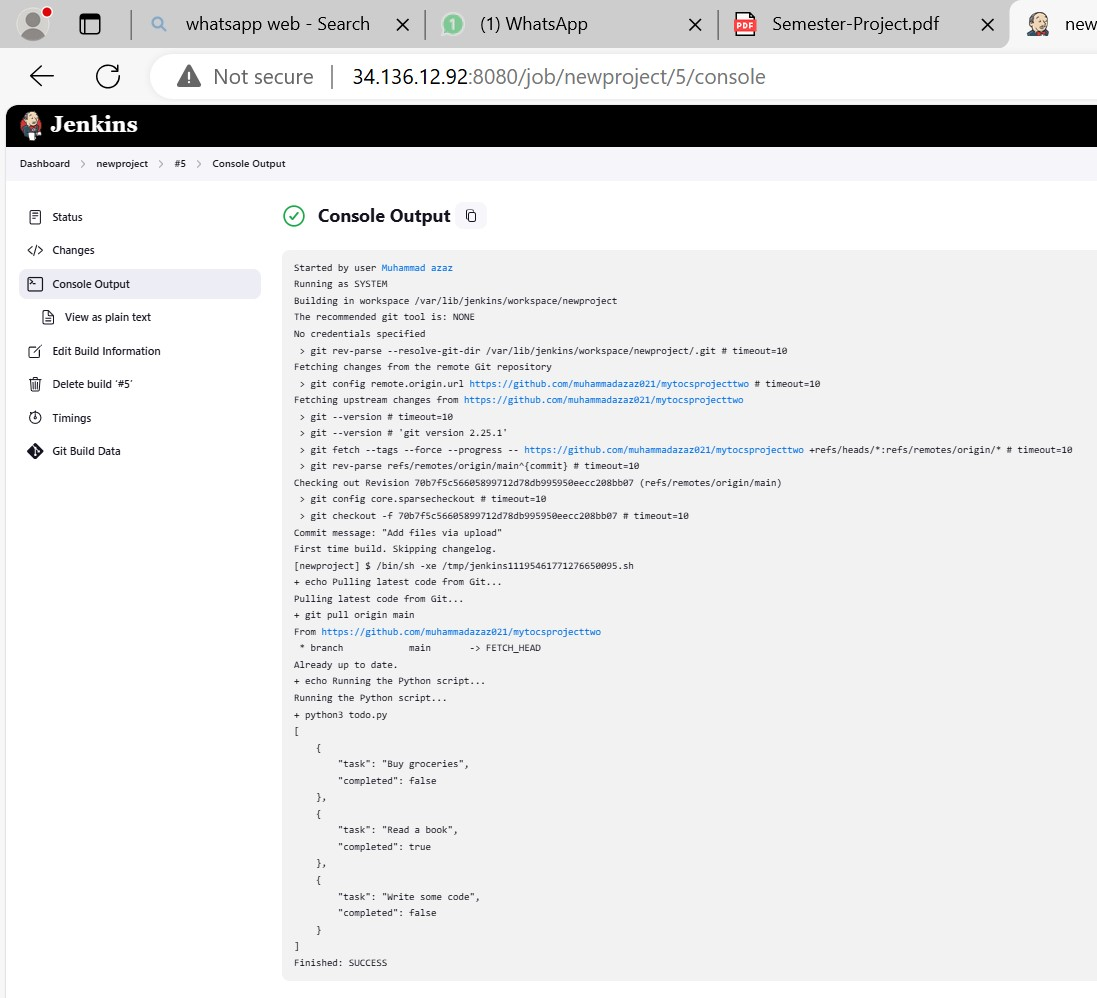 whatsapp web - Search
(1) WhatsApp
Semester-Project.pdf
new
Not secure
34.136.12.92:8080/job/newproject/5/console
Jenkins
Dashboard > newproject > #5 > Console Output
Status
Changes
Console Output
View as plain text
Edit Build Information
Delete build ‘#5’
Timings
Git Build Data
Console Output
Started by user Muhammad azaz
Running as SYSTEM
Building in workspace /var/lib/jenkins/workspace/newproject
The recommended git tool is: NONE
No credentials specified
 > git rev-parse --resolve-git-dir /var/lib/jenkins/workspace/newproject/.git # timeout=10
Fetching changes from the remote Git repository
 > git config remote.origin.url https://github.com/muhammadazaz021/mytocsprojecttwo # timeout=10
Fetching upstream changes from https://github.com/muhammadazaz021/mytocsprojecttwo
 > git --version # timeout=10
 > git --version # 'git version 2.25.1'
 > git fetch --tags --force --progress -- https://github.com/muhammadazaz021/mytocsprojecttwo +refs/heads/*:refs/remotes/origin/* # timeout=10
 > git rev-parse refs/remotes/origin/main^{commit} # timeout=10
Checking out Revision 70b7f5c56605899712d78db995950eecc208bb07 (refs/remotes/origin/main)
 > git config core.sparsecheckout # timeout=10
 > git checkout -f 70b7f5c56605899712d78db995950eecc208bb07 # timeout=10
Commit message: "Add files via upload"
First time build. Skipping changelog.
[newproject] $ /bin/sh -xe /tmp/jenkins11195461771276650095.sh
+ echo Pulling latest code from Git...
Pulling latest code from Git...
+ git pull origin main
From https://github.com/muhammadazaz021/mytocsprojecttwo
 * branch            main       -> FETCH_HEAD
Already up to date.
+ echo Running the Python script...
Running the Python script...
+ python3 todo.py
[
    {
        "task": "Buy groceries",
        "completed": false
    },
    {
        "task": "Read a book",
        "completed": true
    },
    {
        "task": "Write some code",
        "completed": false
    }
]
Finished: SUCCESS